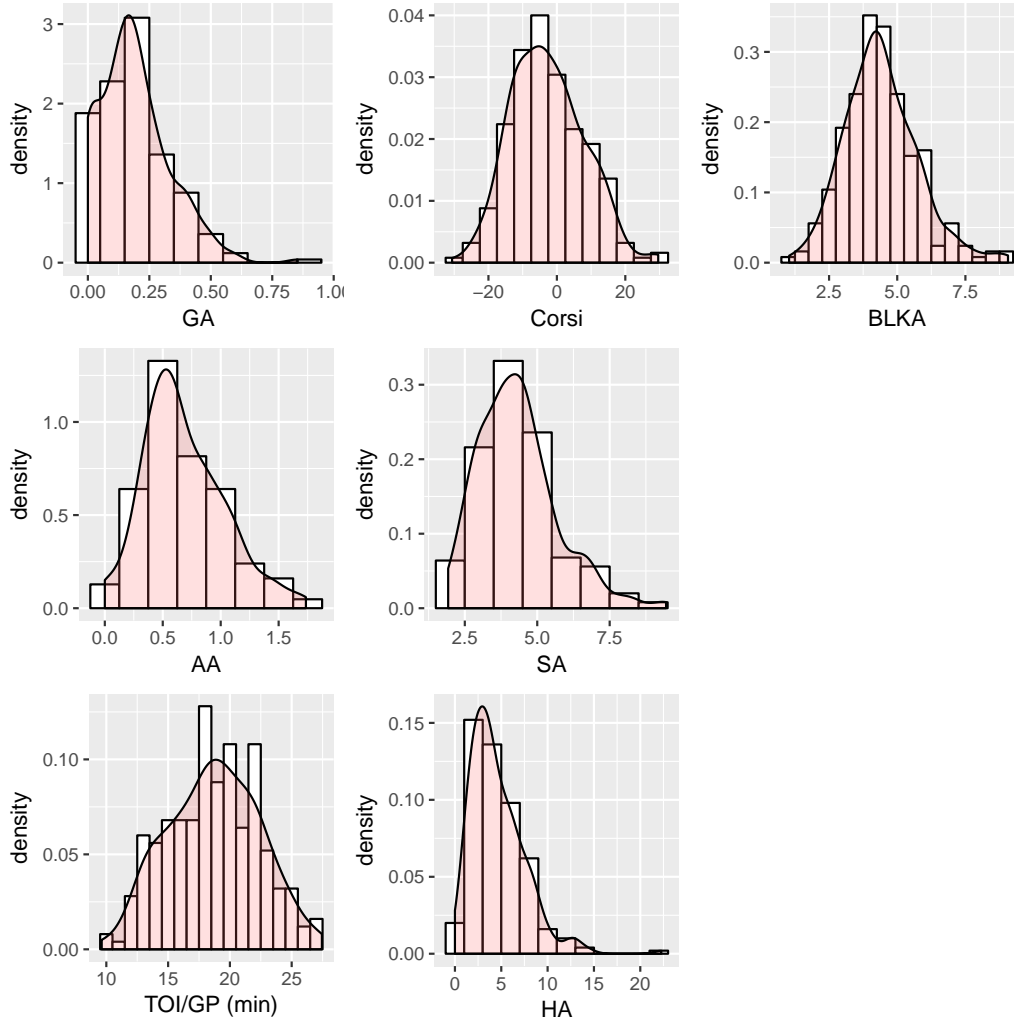 density
3
2
1
0
0.00 0.25 0.50 0.75 1.00
GA
density
0.04
0.03
0.02
0.01
0.00
−20 0 20
Corsi
density
0.3
0.2
0.1
0.0
2.5 5.0 7.5
BLKA
density
1.0
0.5
0.0
0.0 0.5 1.0 1.5
AA
density
0.3
0.2
0.1
0.0
2.5 5.0 7.5
SA
density
0.10
0.05
0.00
10 15 20 25
TOI/GP (min)
density
0.15
0.10
0.05
0.00
0 5 10 15 20
HA